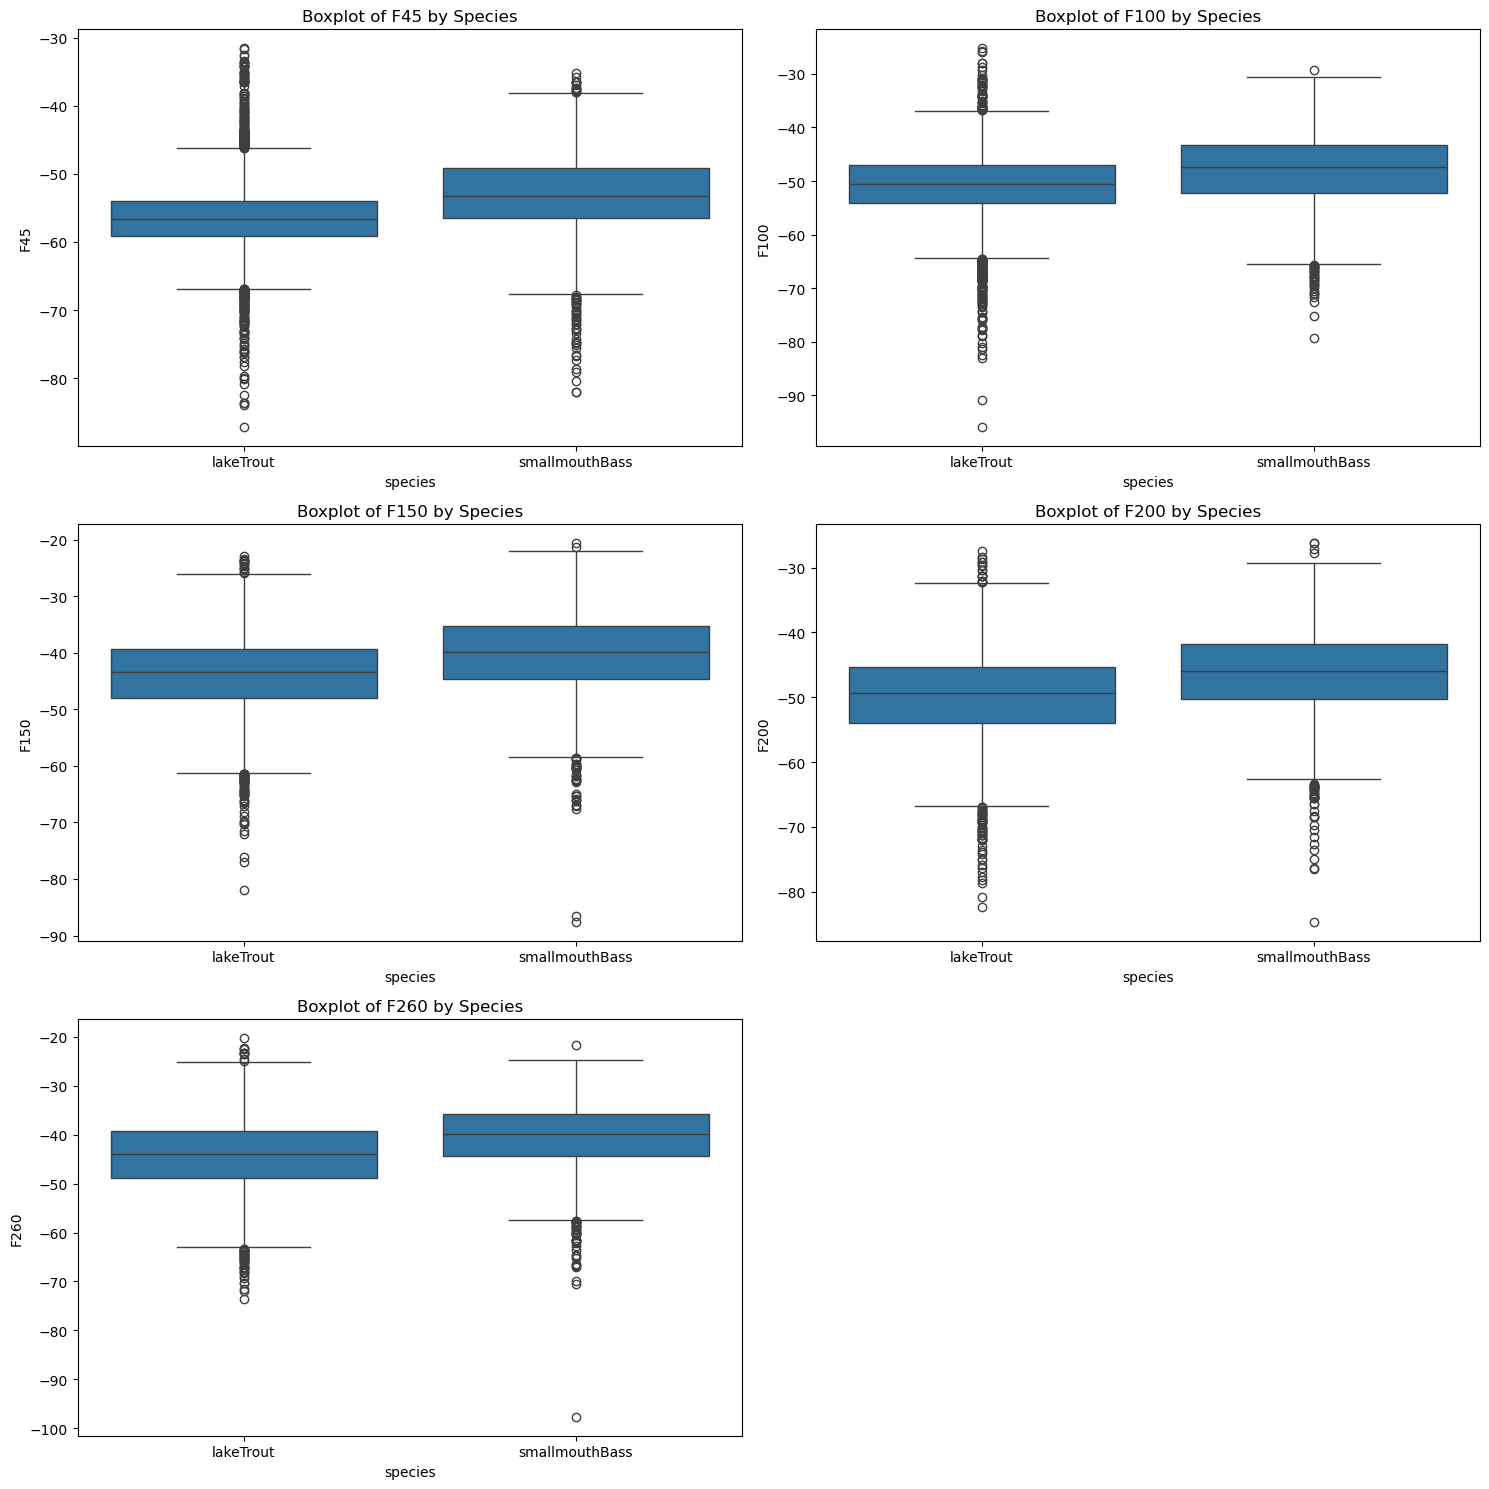 Boxplot of F45 by Species
−30
−40
−50
−60
−70
−80
F45
lakeTrout smallmouthBass
species
Boxplot of F100 by Species
−30
−40
−50
−60
−70
−80
−90
F100
lakeTrout smallmouthBass
species
Boxplot of F150 by Species
−20
−30
−40
−50
−60
−70
−80
−90
F150
lakeTrout smallmouthBass
species
Boxplot of F200 by Species
−30
−40
−50
−60
−70
−80
F200
lakeTrout smallmouthBass
species
Boxplot of F260 by Species
−20
−30
−40
−50
−60
−70
−80
−90
−100
F260
lakeTrout smallmouthBass
species